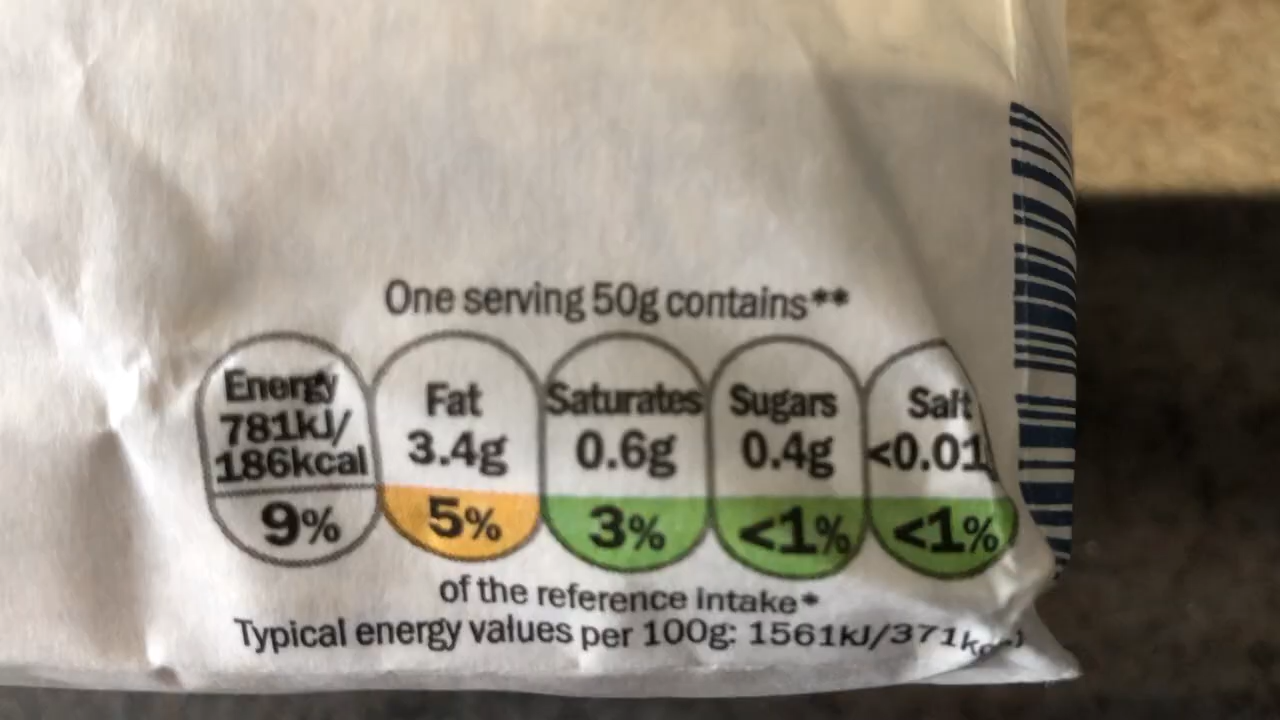 One serving 50g contains**
Energy
781kJ/
186kcal
9%
Fat
3.4g
5%
Saturates
0.6g
3%
Sugars
0.4g
<1%
Salt
<0.01
<1%
of the reference intake*
Typical energy values per 100g: 1561kJ/371